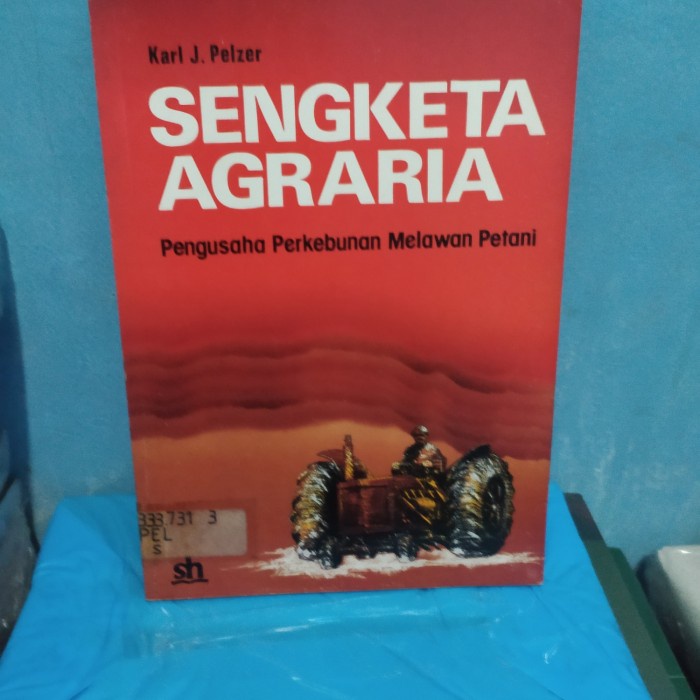 Karl J. Pelzer
SENGKETA
AGRARIA
Pengusaha Perkebunan Melawan Petani
333.731 3
PEL
s
sh